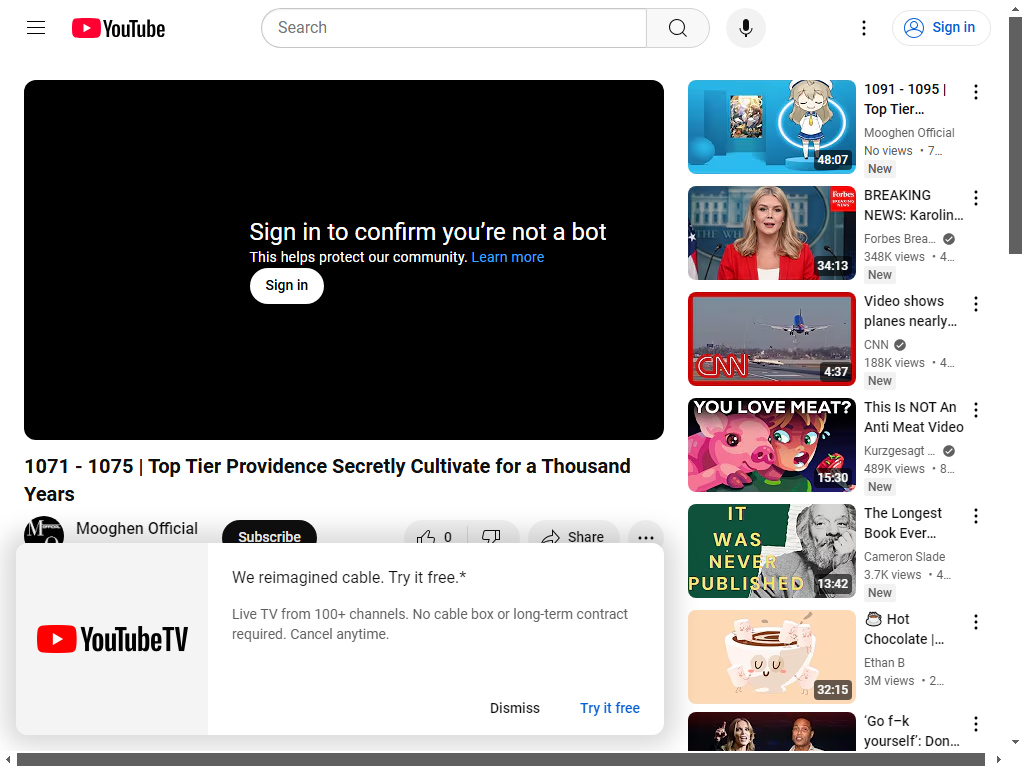 YouTube
Search
Sign in
Sign in to confirm you're not a bot
This helps protect our community. Learn more
Sign in
1071 - 1075 | Top Tier Providence Secretly Cultivate for a Thousand
Years
Mooghen Official
Subscribe
0
Share
YouTubeTV
We reimagined cable. Try it free.*
Live TV from 100+ channels. No cable box or long-term contract
required. Cancel anytime.
Dismiss
Try it free
48:07
1091 - 1095 |
Top Tier…
Mooghen Official
No views • 7…
New
Forbes
BREAKING NEWS
34:13
BREAKING
NEWS: Karolin…
Forbes Brea…
348K views • 4…
New
CNN
4:37
Video shows
planes nearly…
CNN
188K views • 4…
New
YOU LOVE MEAT?
15:30
This Is NOT An
Anti Meat Video
Kurzgesagt …
489K views • 8…
New
IT
WAS
NEVER
PUBLISHED
13:42
The Longest
Book Ever…
Cameron Slade
3.7K views • 4…
New
32:15
Hot
Chocolate |…
Ethan B
3M views • 2…
'Go f–k
yourself': Don…